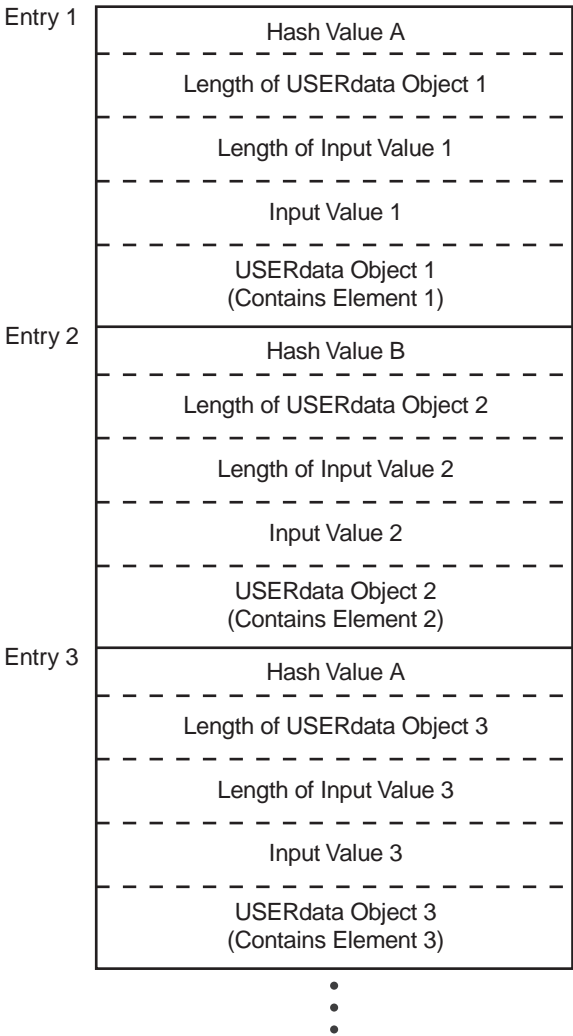 Entry 1
Hash Value A
Length of USERdata Object 1
Length of Input Value 1
Input Value 1
USERdata Object 1
(Contains Element 1)
Entry 2
Hash Value B
Length of USERdata Object 2
Length of Input Value 2
Input Value 2
USERdata Object 2
(Contains Element 2)
Entry 3
Hash Value A
Length of USERdata Object 3
Length of Input Value 3
Input Value 3
USERdata Object 3
(Contains Element 3)